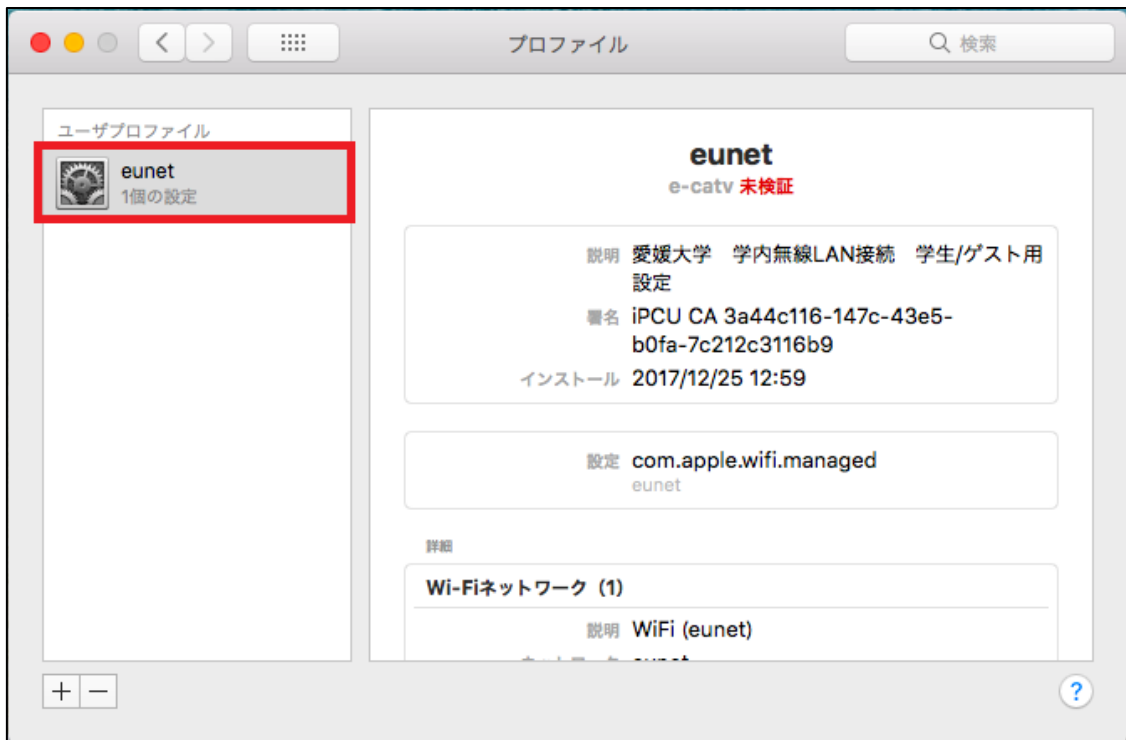 プロファイル
検索
ユーザプロファイル
eunet
1個の設定
eunet
e-catv 未検証
説明 愛媛大学 学内無線LAN接続 学生/ゲスト用
設定
署名 iPCU CA 3a44c116-147c-43e5-
b0fa-7c212c3116b9
インストール 2017/12/25 12:59
設定 com.apple.wifi.managed
eunet
詳細
Wi-Fiネットワーク (1)
説明 WiFi (eunet)
?